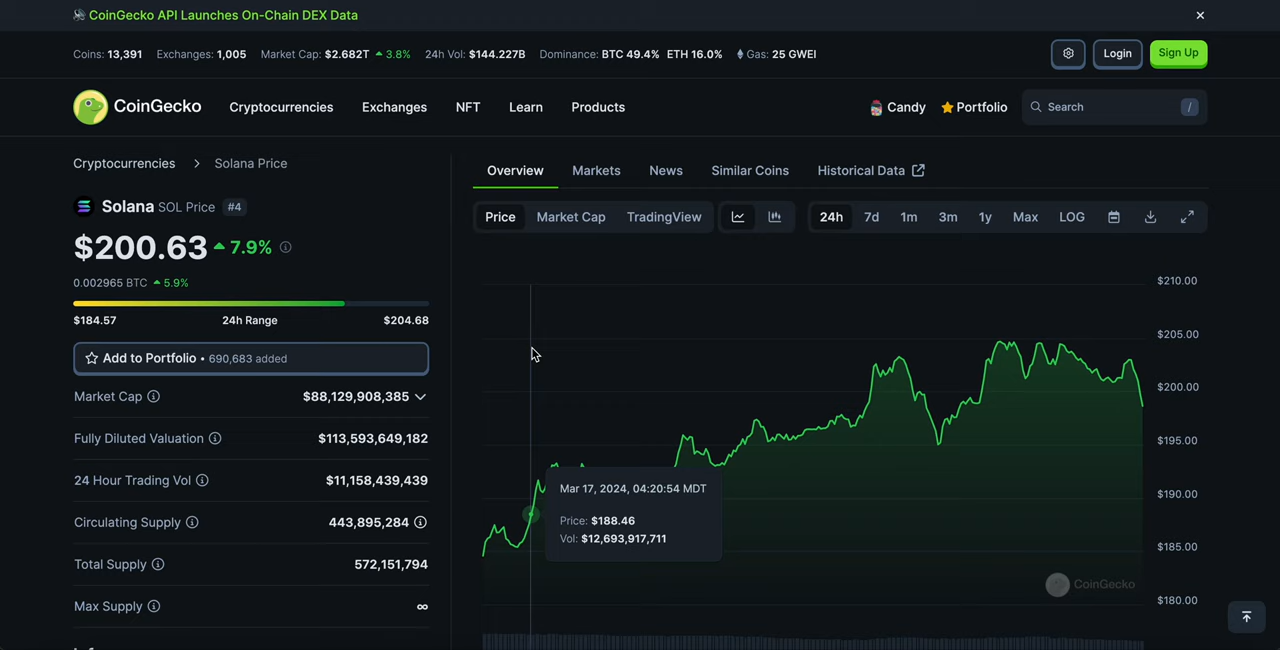 CoinGecko API Launches On-Chain DEX Data
Coins: 13,391 Exchanges: 1,005 Market Cap: $2.682T 3.8% 24h Vol: $144.227B Dominance: BTC 49.4% ETH 16.0% Gas: 25 GWEI
Login
Sign Up
CoinGecko
Cryptocurrencies
Exchanges
NFT
Learn
Products
Candy
Portfolio
Search
/
Cryptocurrencies > Solana Price
Solana SOL Price #4
$200.63 7.9%
0.002965 BTC 5.9%
$184.57 24h Range $204.68
Add to Portfolio • 690,683 added
Market Cap $88,129,908,385
Fully Diluted Valuation $113,593,649,182
24 Hour Trading Vol $11,158,439,439
Circulating Supply 443,895,284
Total Supply 572,151,794
Max Supply ∞
Overview
Markets
News
Similar Coins
Historical Data
Price
Market Cap
TradingView
24h
7d
1m
3m
1y
Max
LOG
$210.00
$205.00
$200.00
$195.00
$190.00
$185.00
$180.00
Mar 17, 2024, 04:20:54 MDT
Price: $188.46
Vol: $12,693,917,711
CoinGecko